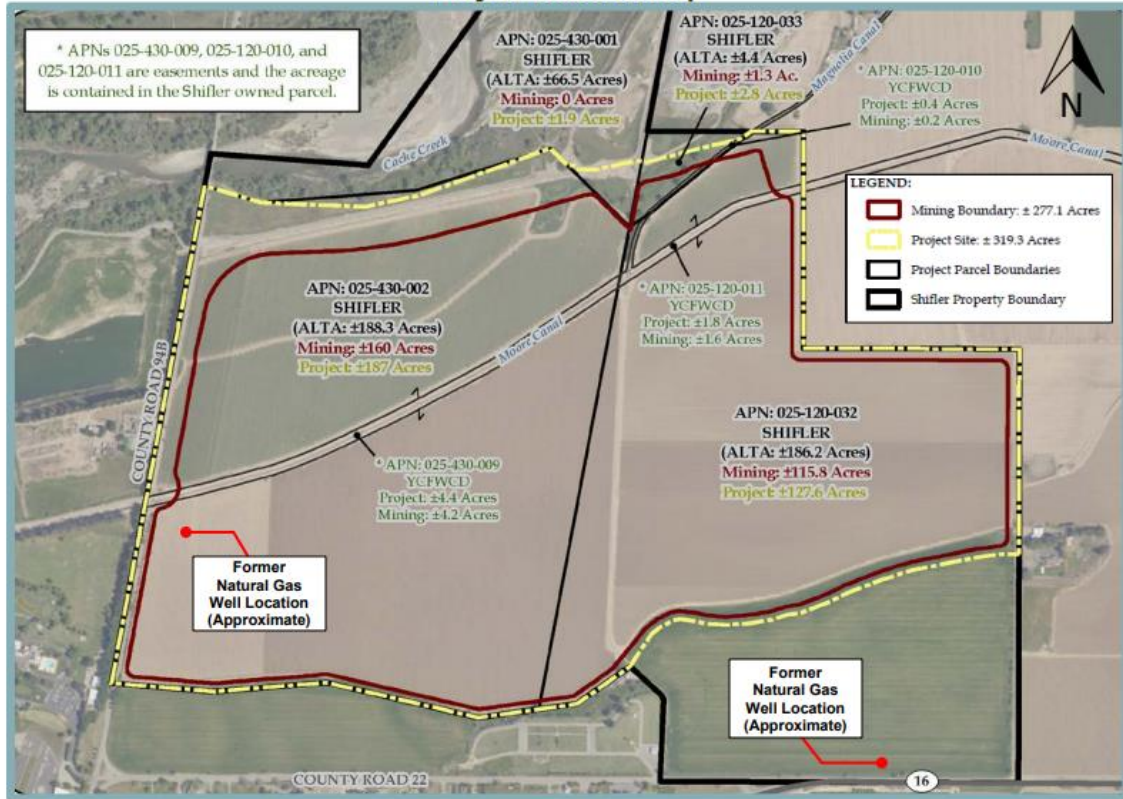 * APNs 025-430-009, 025-120-010, and
025-120-011 are easements and the acreage
is contained in the Shifler owned parcel.
APN: 025-430-001
SHIFLER
(ALTA: ±66.5 Acres)
Mining: 0 Acres
Project: ±1.9 Acres
APN: 025-120-033
SHIFLER
(ALTA: ±4.4 Acres)
Mining: ±1.3 Ac.
Project: ±2.8 Acres
Magnolia Canal
* APN: 025-120-010
YCFWCD
Project: ±0.4 Acres
Mining: ±0.2 Acres
N
Moore Canal
Cache Creek
LEGEND:
Mining Boundary: ± 277.1 Acres
Project Site: ± 319.3 Acres
Project Parcel Boundaries
Shifler Property Boundary
APN: 025-430-002
SHIFLER
(ALTA: ±188.3 Acres)
Mining: ±160 Acres
Project: ±187 Acres
* APN: 025-120-011
YCFWCD
Project: ±1.8 Acres
Mining: ±1.6 Acres
Moore Canal
COUNTY ROAD 94B
APN: 025-120-032
SHIFLER
(ALTA: ±186.2 Acres)
Mining: ±115.8 Acres
Project: ±127.6 Acres
* APN: 025-430-009
YCFWCD
Project: ±4.4 Acres
Mining: ±4.2 Acres
Former
Natural Gas
Well Location
(Approximate)
Former
Natural Gas
Well Location
(Approximate)
COUNTY ROAD 22
16